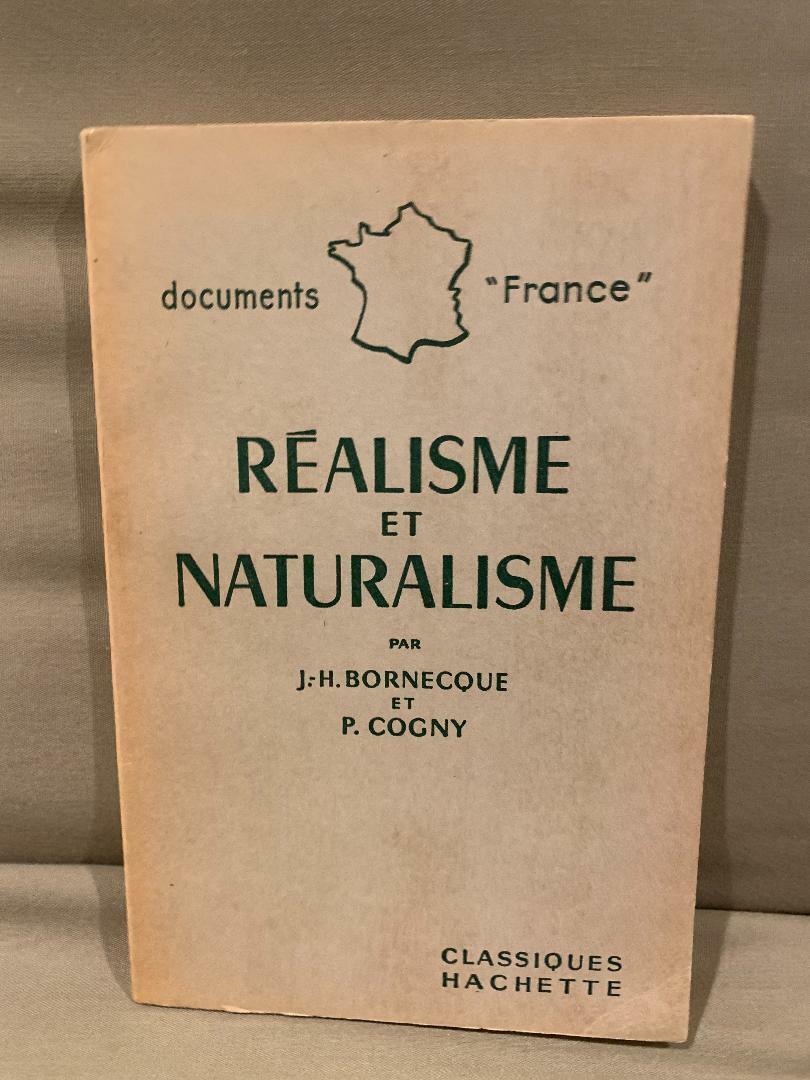 documents "France"
RÉALISME
ET
NATURALISME
PAR
J.-H. BORNECQUE
ET
P. COGNY
CLASSIQUES
HACHETTE